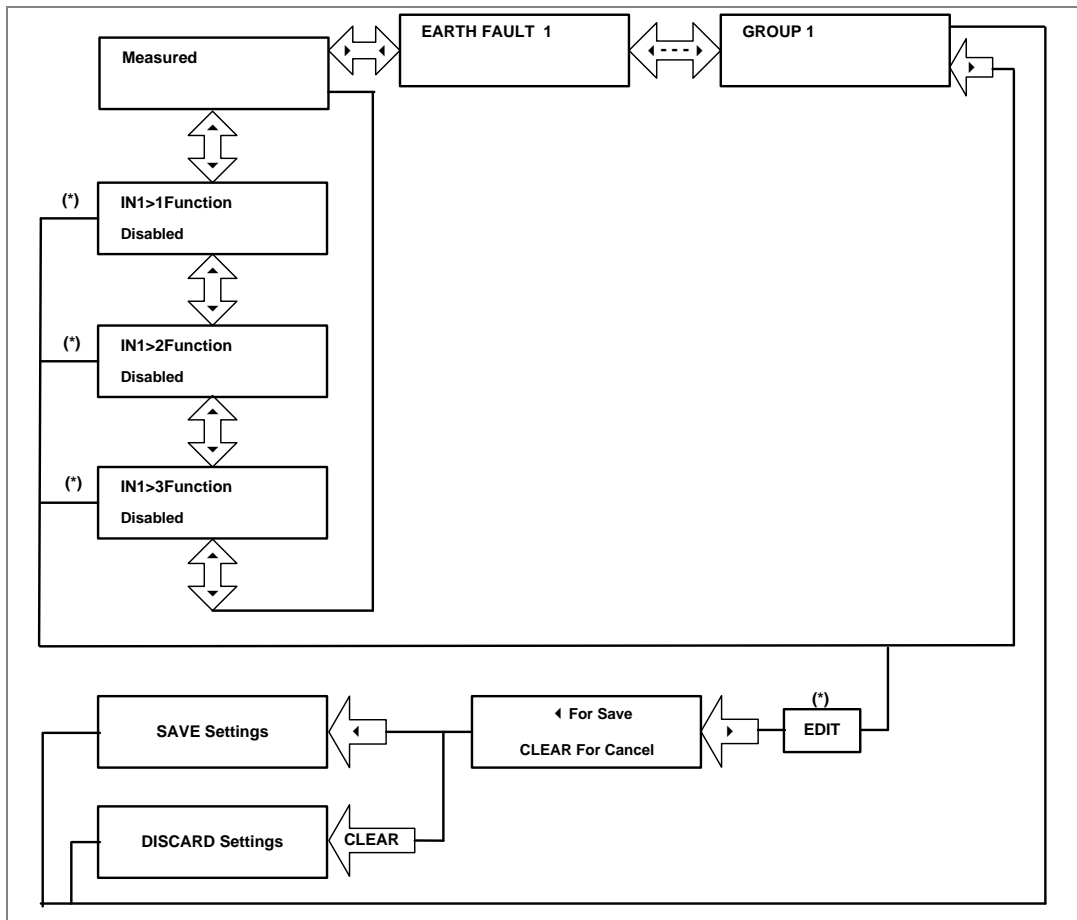 Measured
EARTH FAULT 1
GROUP 1
(*)
IN1>1Function
Disabled
(*)
IN1>2Function
Disabled
(*)
IN1>3Function
Disabled
SAVE Settings
For Save
CLEAR For Cancel
(*)
EDIT
DISCARD Settings
CLEAR